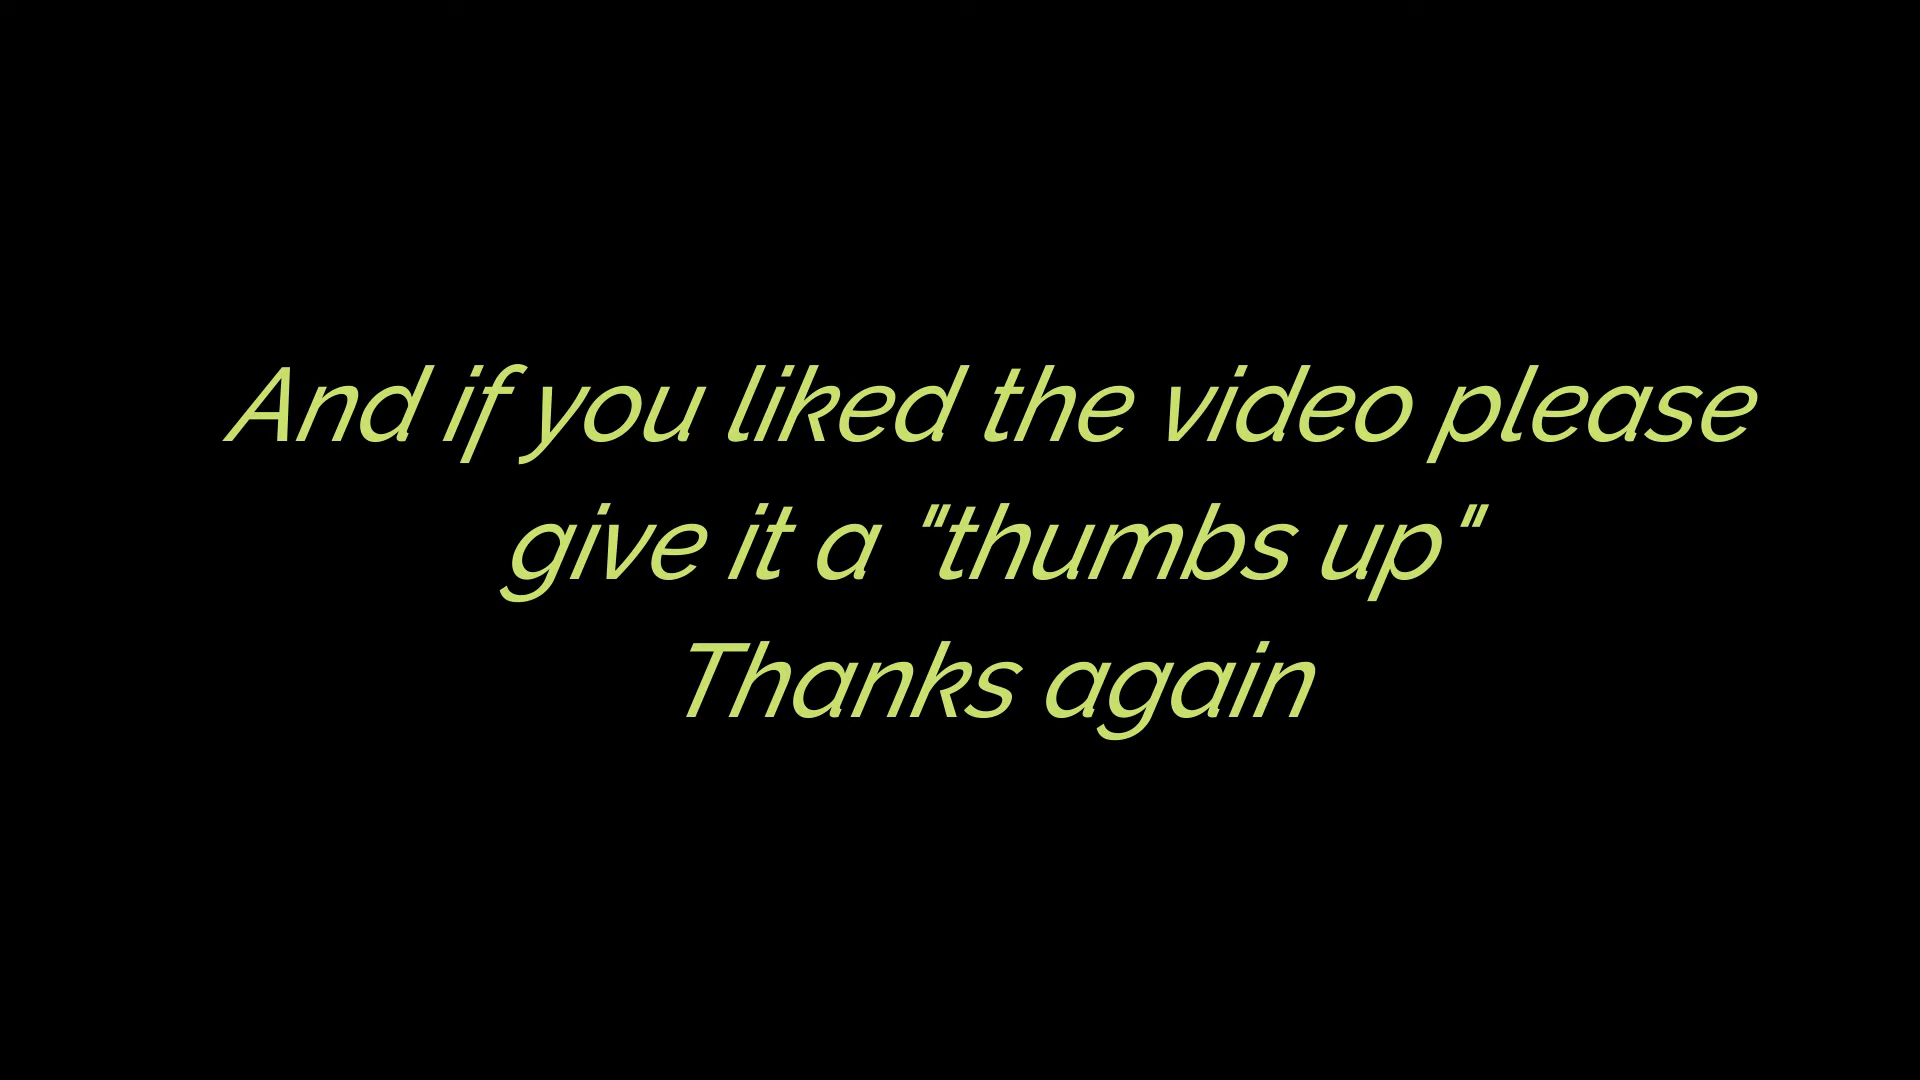 And if you liked the video please
give it a "thumbs up"
Thanks again